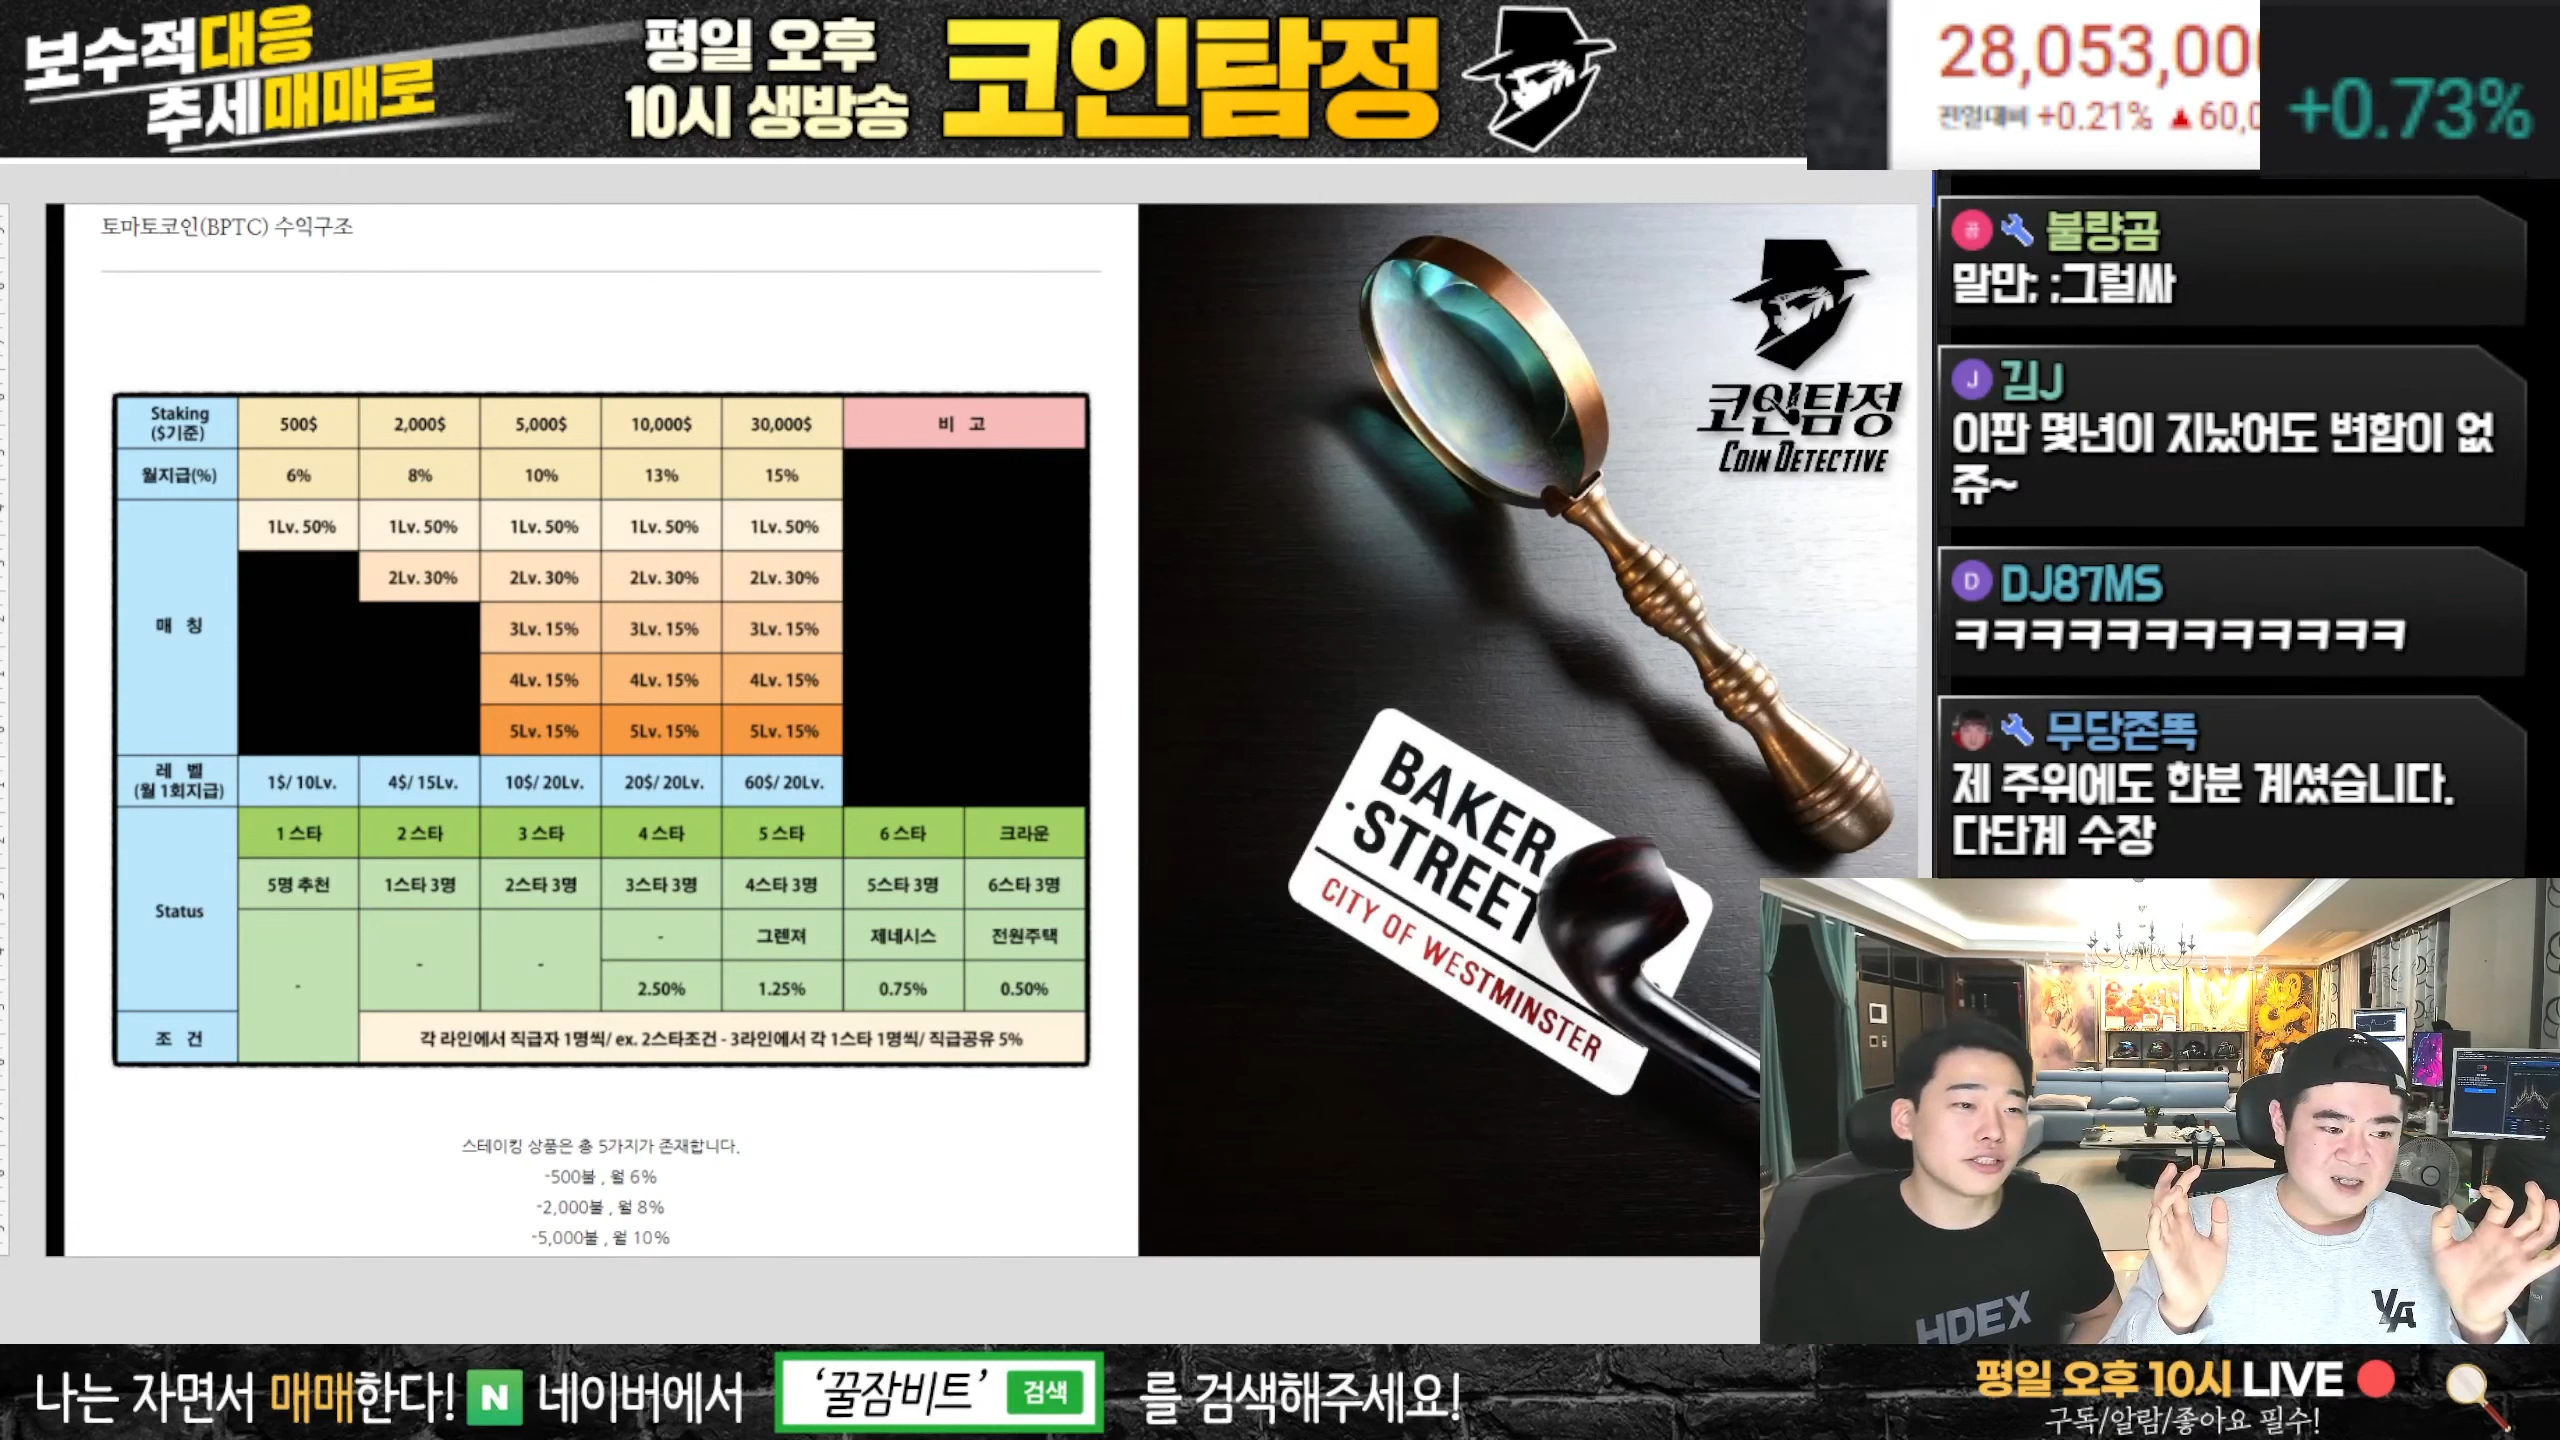 보수적대응
추세매매로
평일 오후
10시 생방송
코인탐정
28,053,00
전일대비 +0.21% ▲60,0
+0.73%
토마토코인(BPTC) 수익구조
Staking
($기준)
500$ 2,000$ 5,000$ 10,000$ 30,000$ 비 고
월지급(%) 6% 8% 10% 13% 15%
매 칭
1Lv. 50% 1Lv. 50% 1Lv. 50% 1Lv. 50% 1Lv. 50%
2Lv. 30% 2Lv. 30% 2Lv. 30% 2Lv. 30%
3Lv. 15% 3Lv. 15% 3Lv. 15%
4Lv. 15% 4Lv. 15% 4Lv. 15%
5Lv. 15% 5Lv. 15% 5Lv. 15%
레 벨
(월 1회지급)
1$/ 10Lv. 4$/ 15Lv. 10$/ 20Lv. 20$/ 20Lv. 60$/ 20Lv.
Status
1 스타 2 스타 3 스타 4 스타 5 스타 6 스타 크라운
5명 추천 1스타 3명 2스타 3명 3스타 3명 4스타 3명 5스타 3명 6스타 3명
- 그렌져 제네시스 전원주택
- - -
2.50% 1.25% 0.75% 0.50%
조 건 각 라인에서 직급자 1명씩/ ex. 2스타조건 - 3라인에서 각 1스타 1명씩/ 직급공유 5%
스테이킹 상품은 총 5가지가 존재합니다.
-500불 , 월 6%
-2,000불 , 월 8%
-5,000불 , 월 10%
코인탐정
COIN DETECTIVE
BAKER
STREET
CITY OF WESTMINSTER
곰 불량곰
말만; ;그럴싸
J 김J
이판 몇년이 지났어도 변함이 없
쥬~
D DJ87MS
ㅋㅋㅋㅋㅋㅋㅋㅋㅋㅋㅋㅋ
무당존똑
제 주위에도 한분 계셨습니다.
다단계 수장
HDEX
YA
나는 자면서 매매한다! N 네이버에서 ‘꿀잠비트’ 검색 를 검색해주세요!
평일 오후 10시 LIVE
구독/알람/좋아요 필수!